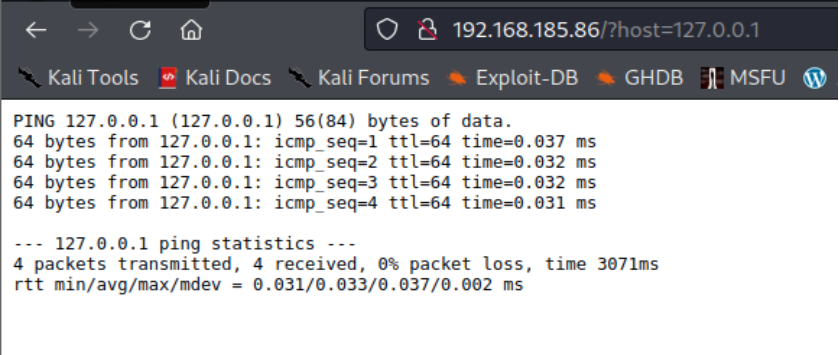 192.168.185.86/?host=127.0.0.1
Kali Tools Kali Docs Kali Forums Exploit-DB GHDB MSFU
PING 127.0.0.1 (127.0.0.1) 56(84) bytes of data.
64 bytes from 127.0.0.1: icmp_seq=1 ttl=64 time=0.037 ms
64 bytes from 127.0.0.1: icmp_seq=2 ttl=64 time=0.032 ms
64 bytes from 127.0.0.1: icmp_seq=3 ttl=64 time=0.032 ms
64 bytes from 127.0.0.1: icmp_seq=4 ttl=64 time=0.031 ms
--- 127.0.0.1 ping statistics ---
4 packets transmitted, 4 received, 0% packet loss, time 3071ms
rtt min/avg/max/mdev = 0.031/0.033/0.037/0.002 ms